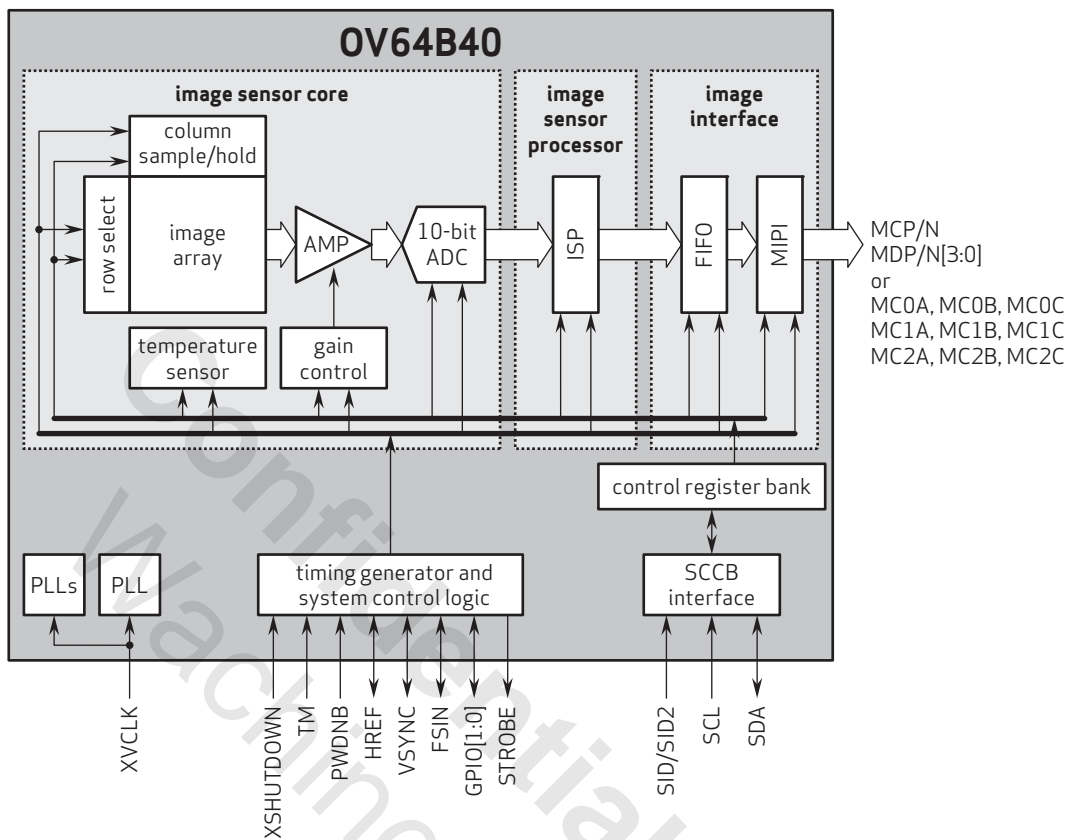 OV64B40
image sensor core
image
sensor
processor
image
interface
column
sample/hold
row select
image
array
AMP
10-bit
ADC
ISP
FIFO
MIPI
MCP/N
MDP/N[3:0]
or
MC0A, MC0B, MC0C
MC1A, MC1B, MC1C
MC2A, MC2B, MC2C
temperature
sensor
gain
control
control register bank
PLLs
PLL
timing generator and
system control logic
SCCB
interface
XVCLK
XSHUTDOWN
TM
PWDNB
HREF
VSYNC
FSIN
GPIO[1:0]
STROBE
SID/SID2
SCL
SDA
Confidential